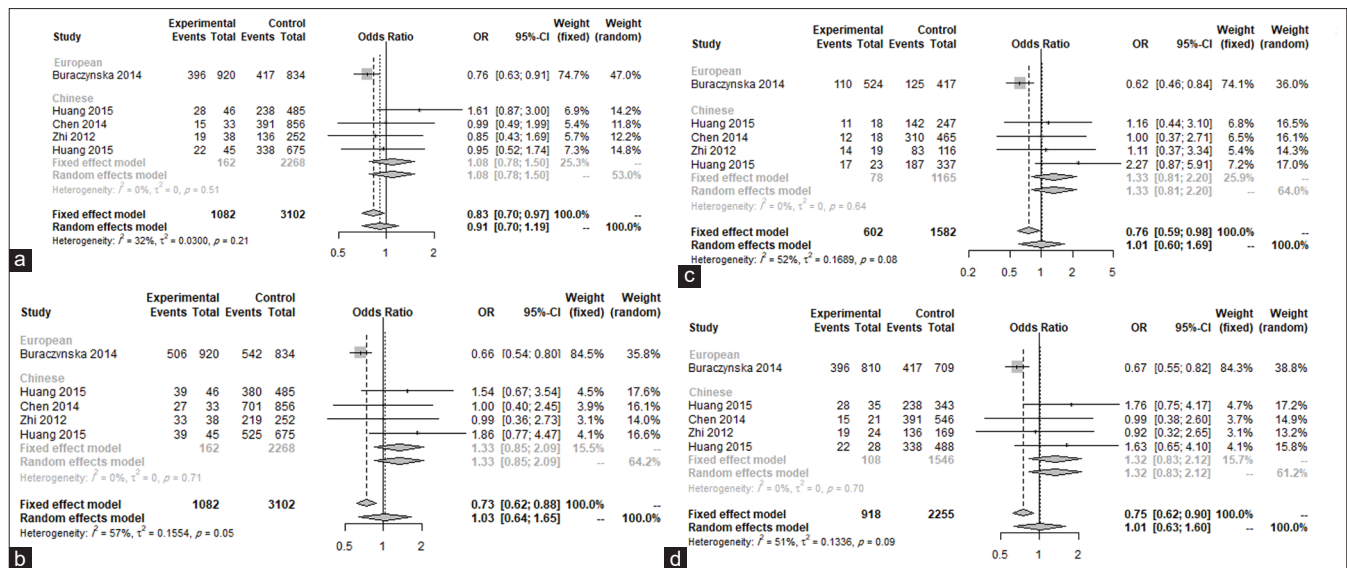 Experimental Control Weight Weight
Study Events Total Events Total Odds Ratio OR 95%-CI (fixed) (random)
European
Buraczynska 2014 396 920 417 834 0.76 [0.63; 0.91] 74.7% 47.0%
Chinese
Huang 2015 28 46 238 485 1.61 [0.87; 3.00] 6.9% 14.2%
Chen 2014 15 33 391 856 0.99 [0.49; 1.99] 5.4% 11.8%
Zhi 2012 19 38 136 252 0.85 [0.43; 1.69] 5.7% 12.2%
Huang 2015 22 45 338 675 0.95 [0.52; 1.74] 7.3% 14.8%
Fixed effect model 162 2268 1.08 [0.78; 1.50] 25.3% --
Random effects model 1.08 [0.78; 1.50] -- 53.0%
Heterogeneity: I² = 0%, τ² = 0, p = 0.51
Fixed effect model 1082 3102 0.83 [0.70; 0.97] 100.0% --
Random effects model 0.91 [0.70; 1.19] -- 100.0%
Heterogeneity: I² = 32%, τ² = 0.0300, p = 0.21
0.5 1 2
a
Experimental Control Weight Weight
Study Events Total Events Total Odds Ratio OR 95%-CI (fixed) (random)
European
Buraczynska 2014 506 920 542 834 0.66 [0.54; 0.80] 84.5% 35.8%
Chinese
Huang 2015 39 46 380 485 1.54 [0.67; 3.54] 4.5% 17.6%
Chen 2014 27 33 701 856 1.00 [0.40; 2.45] 3.9% 16.1%
Zhi 2012 33 38 219 252 0.99 [0.36; 2.73] 3.1% 14.0%
Huang 2015 39 45 525 675 1.86 [0.77; 4.47] 4.1% 16.6%
Fixed effect model 162 2268 1.33 [0.85; 2.09] 15.5% --
Random effects model 1.33 [0.85; 2.09] -- 64.2%
Heterogeneity: I² = 0%, τ² = 0, p = 0.71
Fixed effect model 1082 3102 0.73 [0.62; 0.88] 100.0% --
Random effects model 1.03 [0.64; 1.65] -- 100.0%
Heterogeneity: I² = 57%, τ² = 0.1554, p = 0.05
0.5 1 2
b
Experimental Control Weight Weight
Study Events Total Events Total Odds Ratio OR 95%-CI (fixed) (random)
European
Buraczynska 2014 110 524 125 417 0.62 [0.46; 0.84] 74.1% 36.0%
Chinese
Huang 2015 11 18 142 247 1.16 [0.44; 3.10] 6.8% 16.5%
Chen 2014 12 18 310 465 1.00 [0.37; 2.71] 6.5% 16.1%
Zhi 2012 14 19 83 116 1.11 [0.37; 3.34] 5.4% 14.3%
Huang 2015 17 23 187 337 2.27 [0.87; 5.91] 7.2% 17.0%
Fixed effect model 78 1165 1.33 [0.81; 2.20] 25.9% --
Random effects model 1.33 [0.81; 2.20] -- 64.0%
Heterogeneity: I² = 0%, τ² = 0, p = 0.64
Fixed effect model 602 1582 0.76 [0.59; 0.98] 100.0% --
Random effects model 1.01 [0.60; 1.69] -- 100.0%
Heterogeneity: I² = 52%, τ² = 0.1689, p = 0.08
0.2 0.5 1 2 5
c
Experimental Control Weight Weight
Study Events Total Events Total Odds Ratio OR 95%-CI (fixed) (random)
European
Buraczynska 2014 396 810 417 709 0.67 [0.55; 0.82] 84.3% 38.8%
Chinese
Huang 2015 28 35 238 343 1.76 [0.75; 4.17] 4.7% 17.2%
Chen 2014 15 21 391 546 0.99 [0.38; 2.60] 4.2% 14.9%
Zhi 2012 19 24 136 169 0.92 [0.32; 2.65] 3.1% 13.2%
Huang 2015 22 28 338 488 1.63 [0.65; 4.10] 4.1% 15.8%
Fixed effect model 108 1546 1.32 [0.83; 2.12] 15.7% --
Random effects model 1.32 [0.83; 2.12] -- 61.2%
Heterogeneity: I² = 0%, τ² = 0, p = 0.70
Fixed effect model 918 2255 0.75 [0.62; 0.90] 100.0% --
Random effects model 1.01 [0.63; 1.60] -- 100.0%
Heterogeneity: I² = 51%, τ² = 0.1336, p = 0.09
0.5 1 2
d